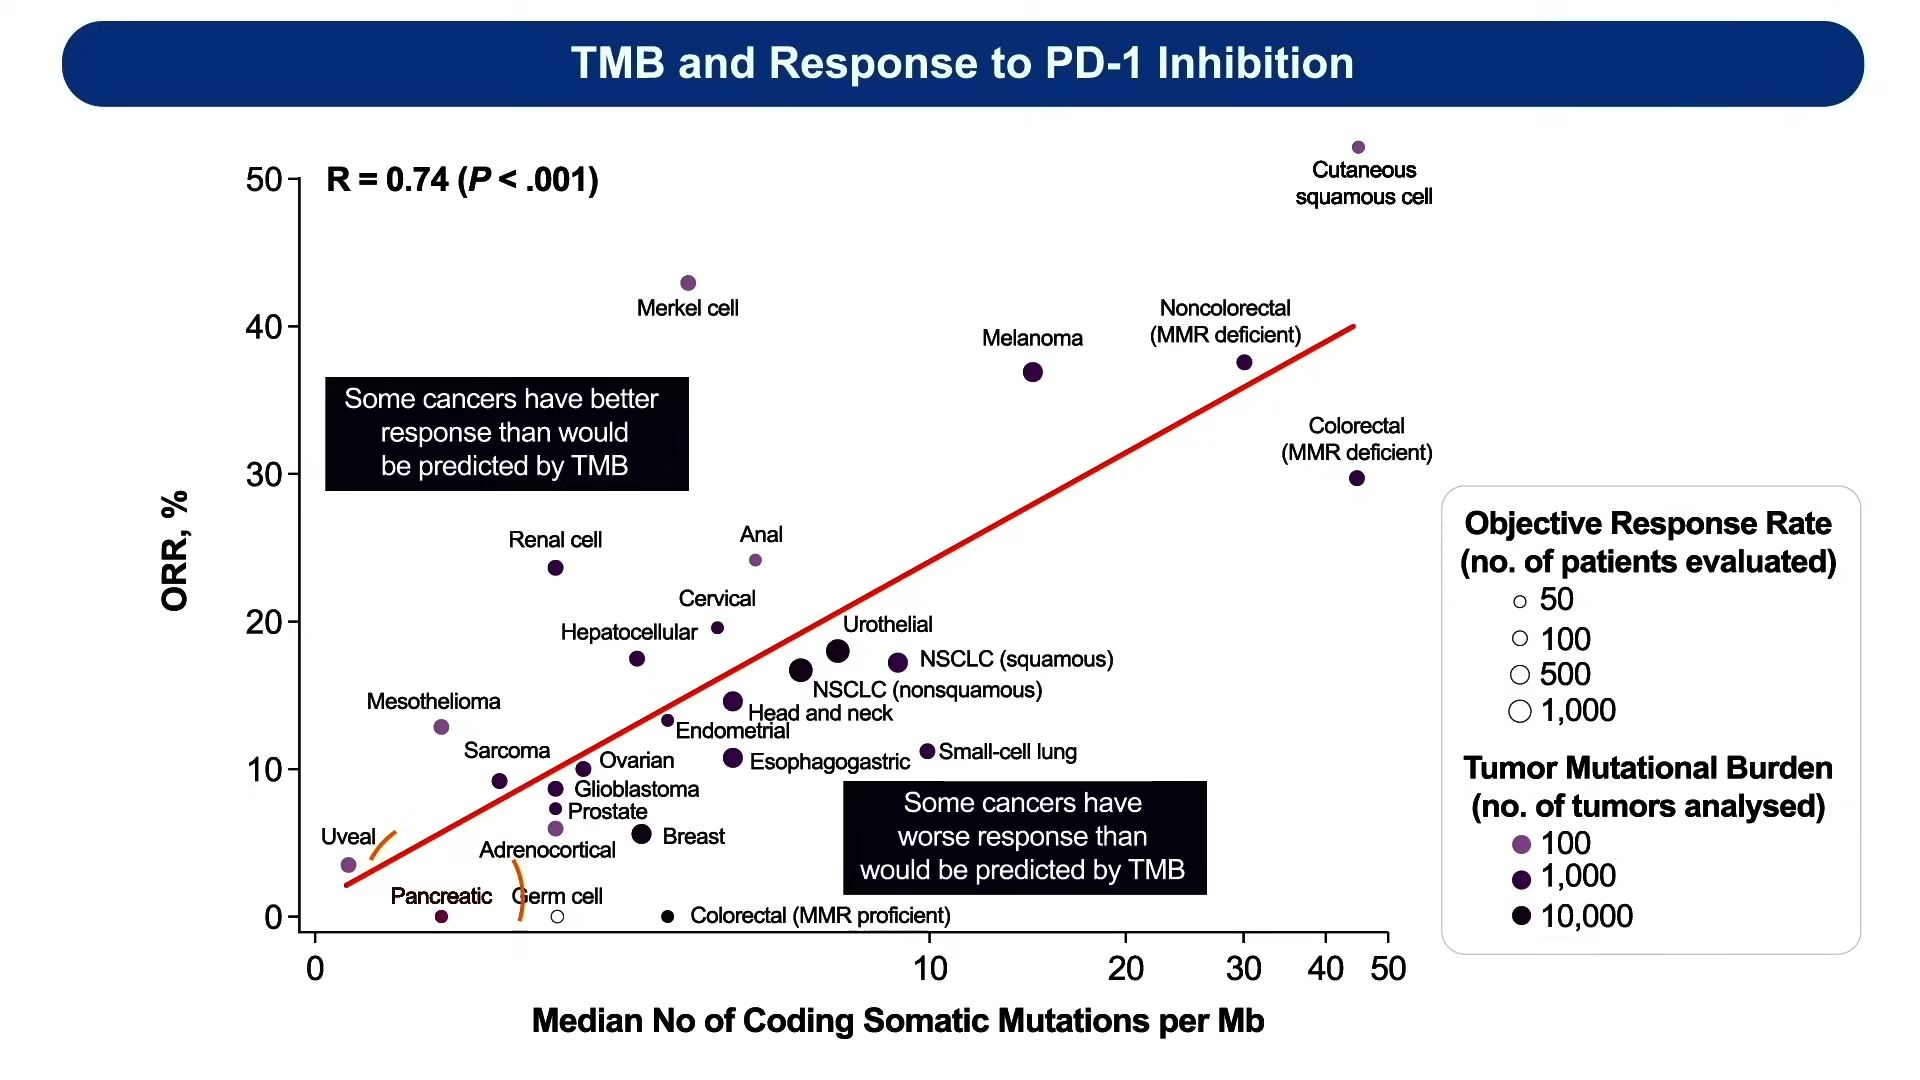 TMB and Response to PD-1 Inhibition
R = 0.74 (P < .001)
ORR, %
50
40
30
20
10
0
Cutaneous
squamous cell
Merkel cell
Melanoma
Noncolorectal
(MMR deficient)
Colorectal
(MMR deficient)
Some cancers have better
response than would
be predicted by TMB
Renal cell
Anal
Cervical
Hepatocellular
Urothelial
NSCLC (squamous)
NSCLC (nonsquamous)
Mesothelioma
Head and neck
Endometrial
Sarcoma
Ovarian
Esophagogastric
Small-cell lung
Glioblastoma
Prostate
Uveal
Adrenocortical
Breast
Some cancers have
worse response than
would be predicted by TMB
Pancreatic
Germ cell
Colorectal (MMR proficient)
0
10
20
30
40
50
Median No of Coding Somatic Mutations per Mb
Objective Response Rate
(no. of patients evaluated)
50
100
500
1,000
Tumor Mutational Burden
(no. of tumors analysed)
100
1,000
10,000